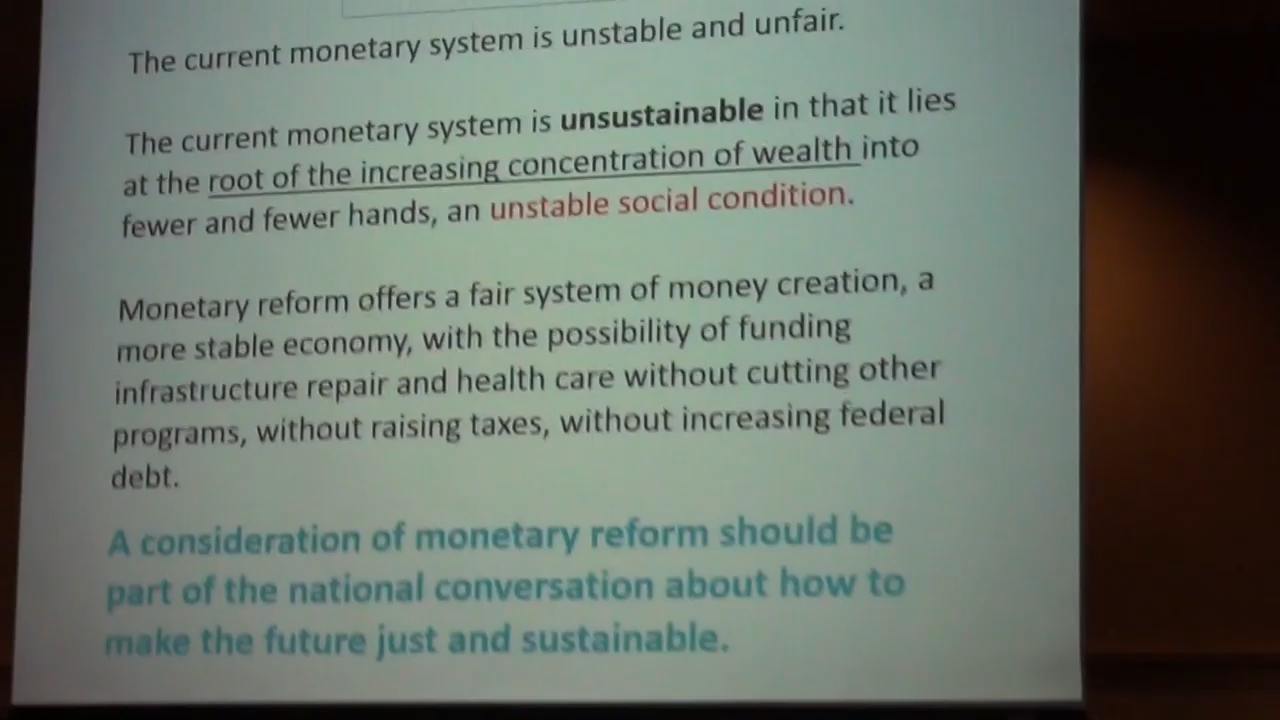 The current monetary system is unstable and unfair.
The current monetary system is unsustainable in that it lies
at the root of the increasing concentration of wealth into
fewer and fewer hands, an unstable social condition.
Monetary reform offers a fair system of money creation, a
more stable economy, with the possibility of funding
infrastructure repair and health care without cutting other
programs, without raising taxes, without increasing federal
debt.
A consideration of monetary reform should be
part of the national conversation about how to
make the future just and sustainable.